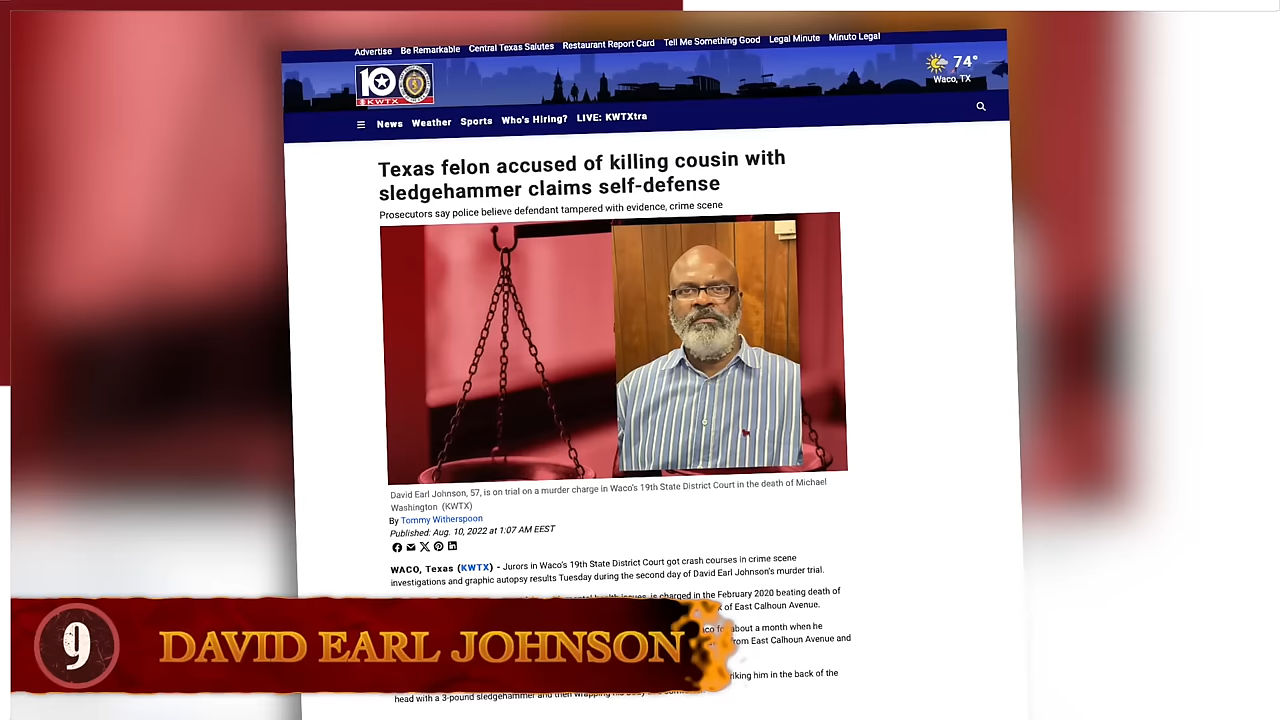 Advertise Be Remarkable Central Texas Salutes Restaurant Report Card Tell Me Something Good Legal Minute Minuto Legal
10
KWTX
74°
Waco, TX
News Weather Sports Who's Hiring? LIVE: KWTXtra
Texas felon accused of killing cousin with
sledgehammer claims self-defense
Prosecutors say police believe defendant tampered with evidence, crime scene
David Earl Johnson, 57, is on trial on a murder charge in Waco's 19th State District Court in the death of Michael
Washington (KWTX)
By Tommy Witherspoon
Published: Aug. 10, 2022 at 1:07 AM EEST
WACO, Texas (KWTX) - Jurors in Waco's 19th State District Court got crash courses in crime scene
investigations and graphic autopsy results Tuesday during the second day of David Earl Johnson's murder trial.
mental health issues, is charged in the February 2020 beating death of
of East Calhoun Avenue.
about a month when he
from East Calhoun Avenue and
him in the back of the
head with a 3-pound sledgehammer and then wrapping his body
9 DAVID EARL JOHNSON